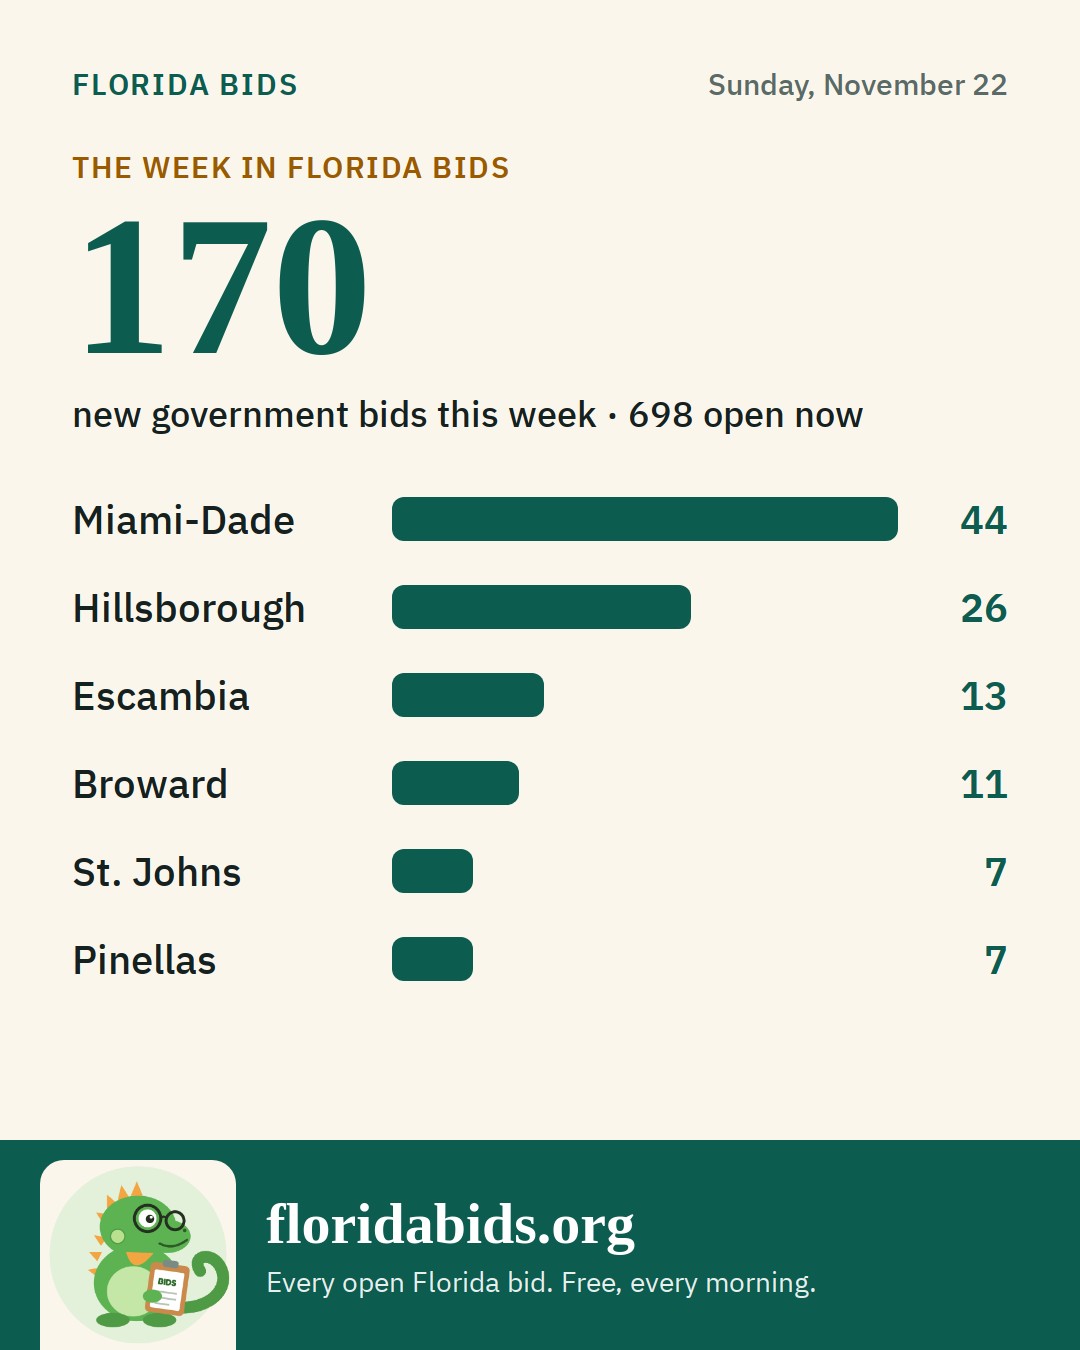 FLORIDA BIDS
Sunday, November 22
THE WEEK IN FLORIDA BIDS
170
new government bids this week · 698 open now
Miami-Dade 44
Hillsborough 26
Escambia 13
Broward 11
St. Johns 7
Pinellas 7
BIDS
floridabids.org
Every open Florida bid. Free, every morning.